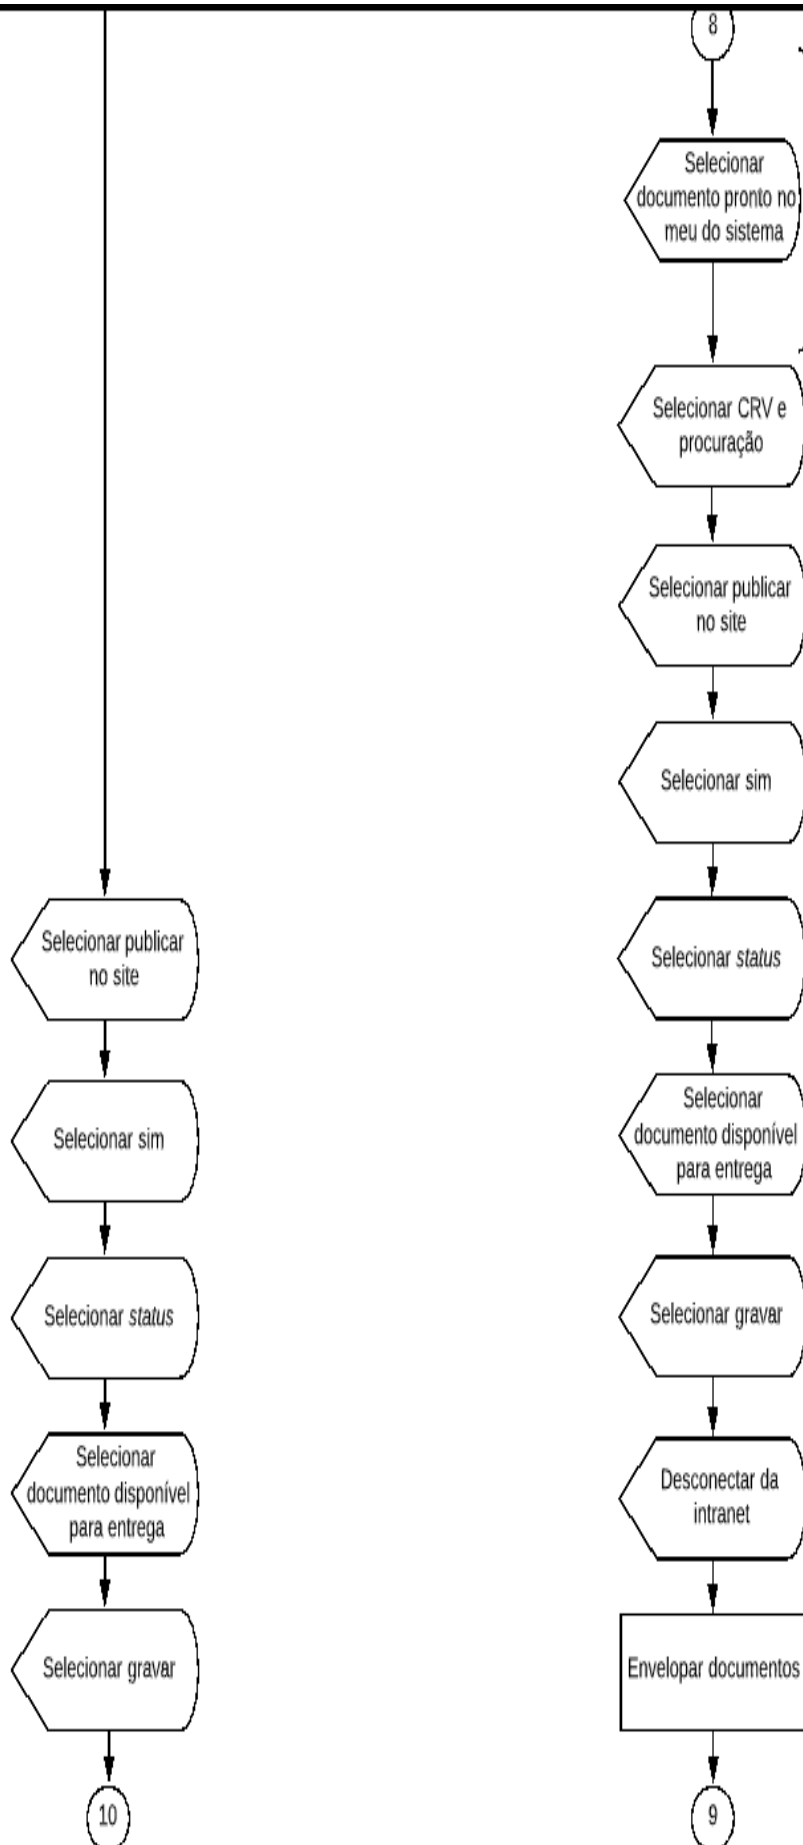 8
Selecionar
documento pronto no
meu do sistema
Selecionar CRV e
procuração
Selecionar publicar
no site
Selecionar sim
Selecionar status
Selecionar
documento disponível
para entrega
Selecionar gravar
Desconectar da
intranet
Envelopar documentos
9
Selecionar publicar
no site
Selecionar sim
Selecionar status
Selecionar
documento disponível
para entrega
Selecionar gravar
10